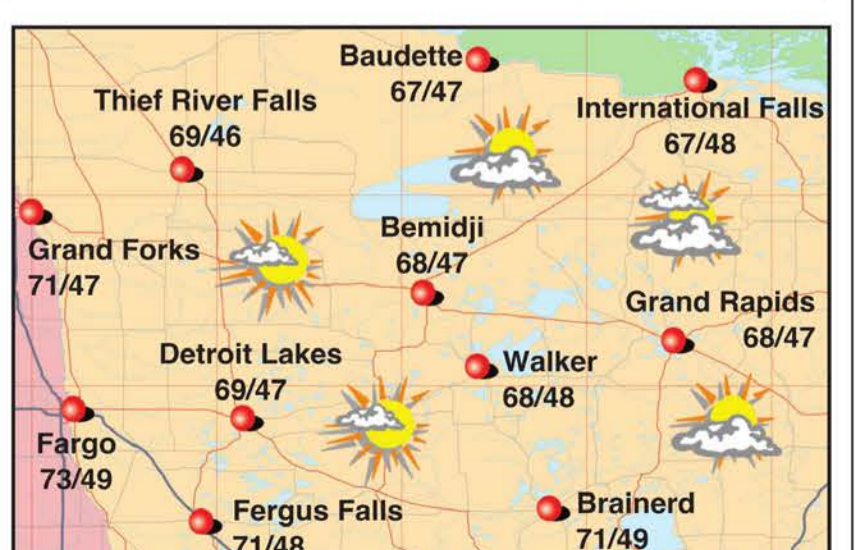 Baudette
67/47
Thief River Falls
69/46
International Falls
67/48
Grand Forks
71/47
Bemidji
68/47
Grand Rapids
68/47
Detroit Lakes
69/47
Walker
68/48
Fargo
73/49
Fergus Falls
71/48
Brainerd
71/49